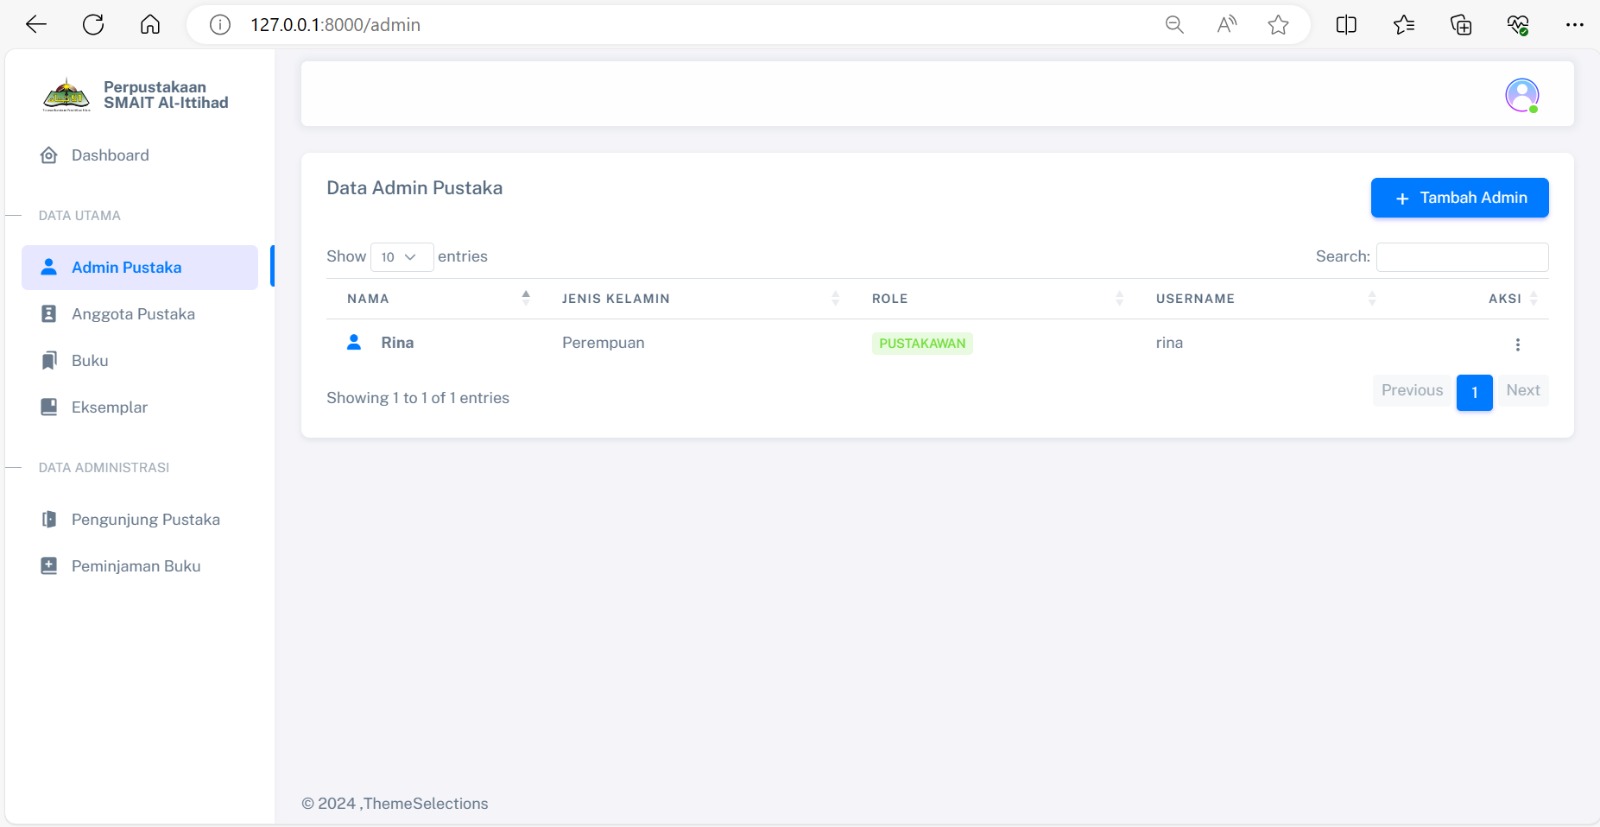 127.0.0.1:8000/admin
Perpustakaan
SMAIT Al-Ittihad
Dashboard
DATA UTAMA
Admin Pustaka
Anggota Pustaka
Buku
Eksemplar
DATA ADMINISTRASI
Pengunjung Pustaka
Peminjaman Buku
Data Admin Pustaka
+ Tambah Admin
Show 10 entries
Search:
NAMA JENIS KELAMIN ROLE USERNAME AKSI
Rina Perempuan PUSTAKAWAN rina
Showing 1 to 1 of 1 entries
Previous 1 Next
© 2024 ,ThemeSelections